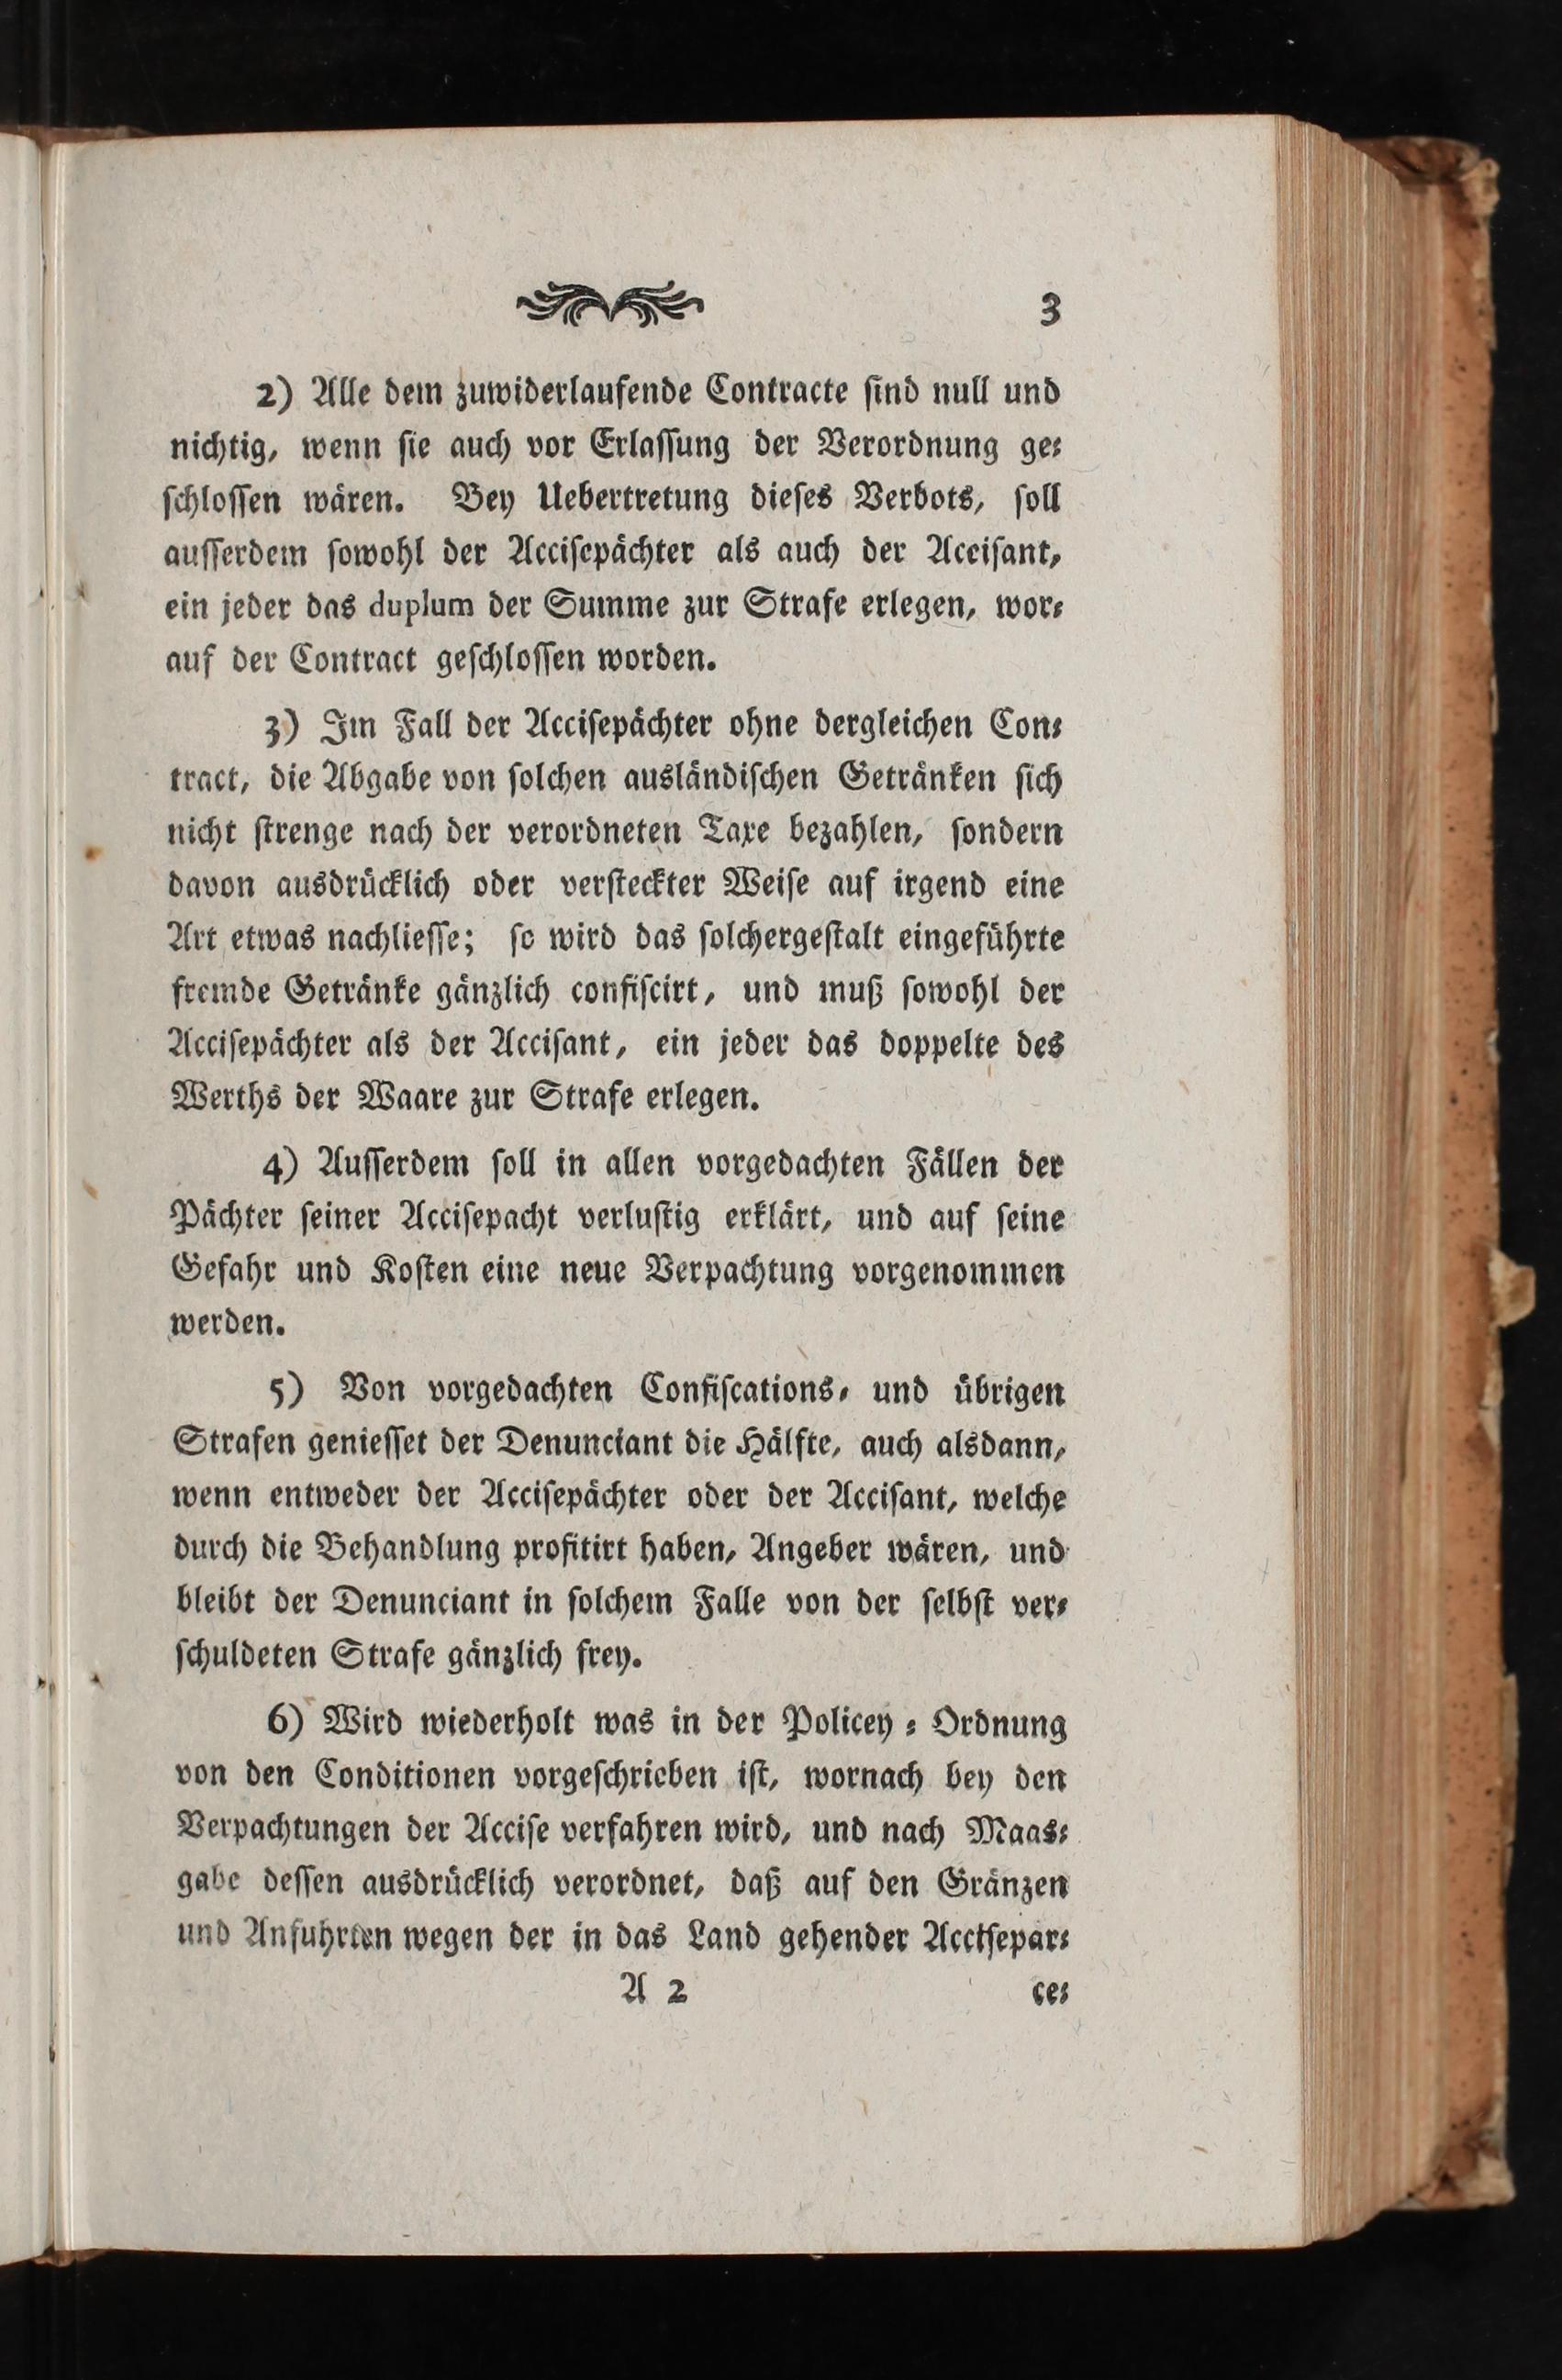 3
2) Alle dem zuwiderlaufende Contracte ſind null und
nichtig, wenn ſie auch vor Erlaſſung der Verordnung ge⸗
ſchloſſen wären. Bey Uebertretung dieſes Verbots, ſoll
auſſerdem ſowohl der Acciſepächter als auch der Acciſant,
ein jeder das duplum der Summe zur Strafe erlegen, wor⸗
auf der Contract geſchloſſen worden.
3) Im Fall der Acciſepächter ohne dergleichen Con⸗
tract, die Abgabe von ſolchen ausländiſchen Getränken ſich
nicht ſtrenge nach der verordneten Taxe bezahlen, ſondern
davon ausdrücklich oder verſteckter Weiſe auf irgend eine
Art etwas nachlieſſe; ſo wird das ſolchergeſtalt eingeführte
fremde Getränke gänzlich confiſcirt, und muß ſowohl der
Acciſepächter als der Acciſant, ein jeder das doppelte des
Werths der Waare zur Strafe erlegen.
4) Auſſerdem ſoll in allen vorgedachten Fällen der
Pächter ſeiner Acciſepacht verluſtig erklärt, und auf ſeine
Gefahr und Koſten eine neue Verpachtung vorgenommen
werden.
5) Von vorgedachten Confiſcations⸗ und übrigen
Strafen genieſſet der Denunciant die Hälfte, auch alsdann,
wenn entweder der Acciſepächter oder der Acciſant, welche
durch die Behandlung profitirt haben, Angeber wären, und
bleibt der Denunciant in ſolchem Falle von der ſelbſt ver⸗
ſchuldeten Strafe gänzlich frey.
6) Wird wiederholt was in der Policey ⸗ Ordnung
von den Conditionen vorgeſchrieben iſt, wornach bey den
Verpachtungen der Acciſe verfahren wird, und nach Maas⸗
gabe deſſen ausdrücklich verordnet, daß auf den Gränzen
und Anfuhrten wegen der in das Land gehender Acciſepar⸗
A 2 ce⸗